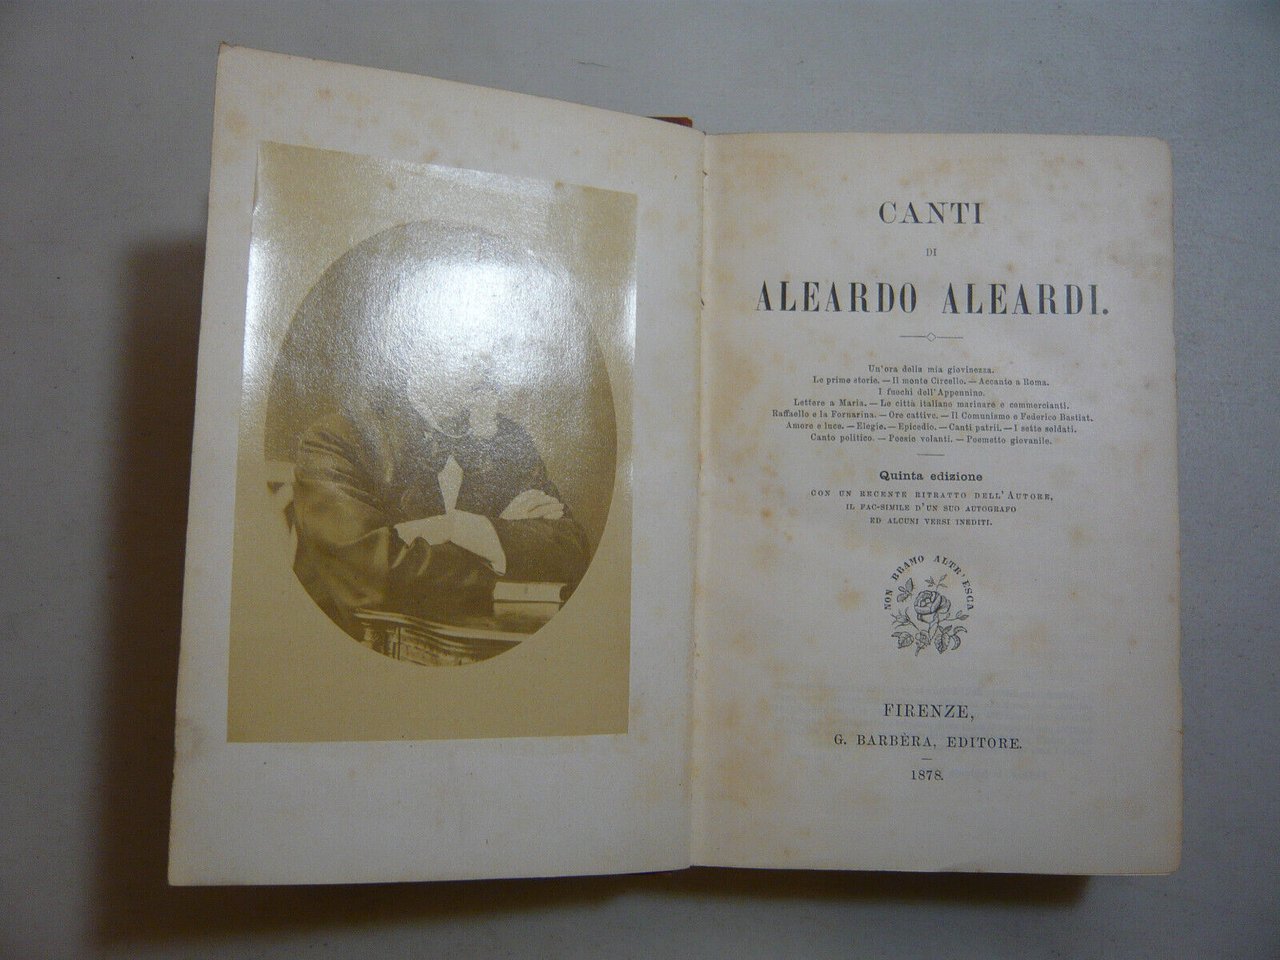 CANTI
DI
ALEARDO ALEARDI.
Un'ora della mia giovinezza.
Le prime storie. — Il monte Circello. — Accanto a Roma.
I fuochi dell'Appennino.
Lettere a Maria. — Le città italiane marinare e commercianti.
Raffaello e la Fornarina. — Ore cattive. — Il Comunismo e Federico Bastiat.
Amore e luce. — Elegie. — Epicedio. — Canti patrii. — I sette soldati.
Canto politico. — Poesie volanti. — Poemetto giovanile.
Quinta edizione
CON UN RECENTE RITRATTO DELL'AUTORE,
IL FAC-SIMILE D'UN SUO AUTOGRAFO
ED ALCUNI VERSI INEDITI.
NON BRAMO ALTR'ESCA
FIRENZE,
G. BARBÈRA, EDITORE.
1878.